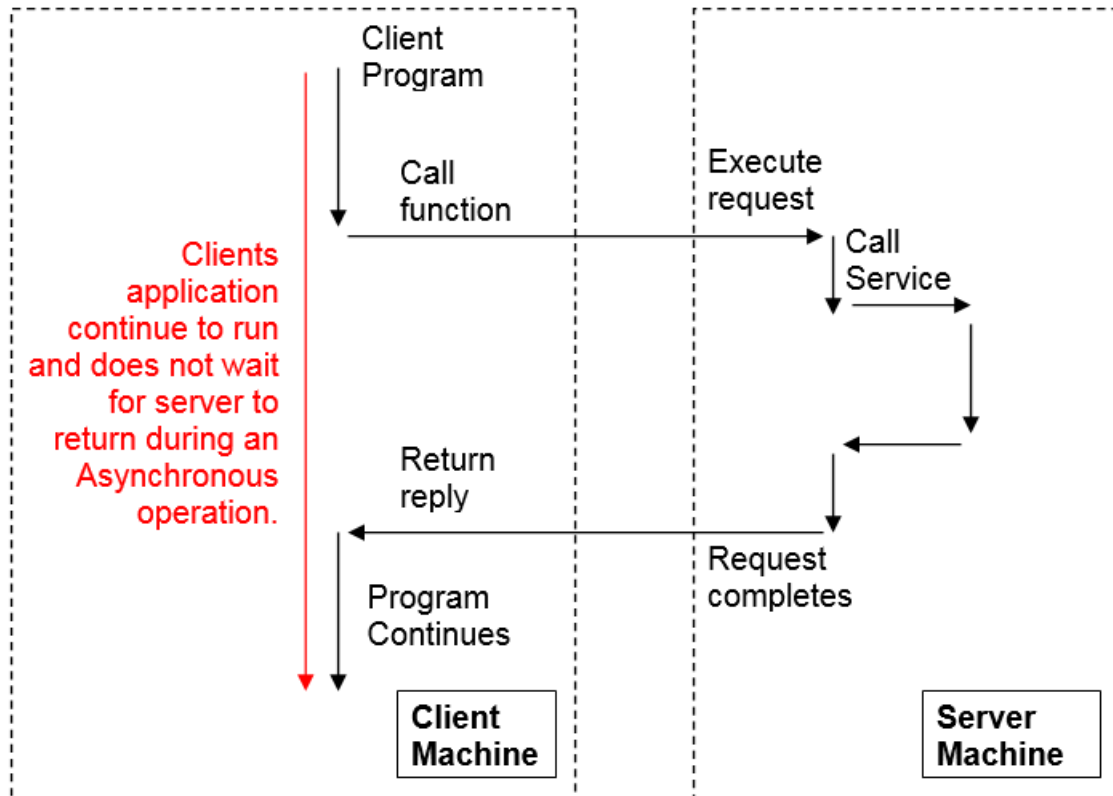 Client
Program
Call
function
Execute
request
Call
Service
Clients
application
continue to run
and does not wait
for server to
return during an
Asynchronous
operation.
Return
reply
Request
completes
Program
Continues
Client
Machine
Server
Machine